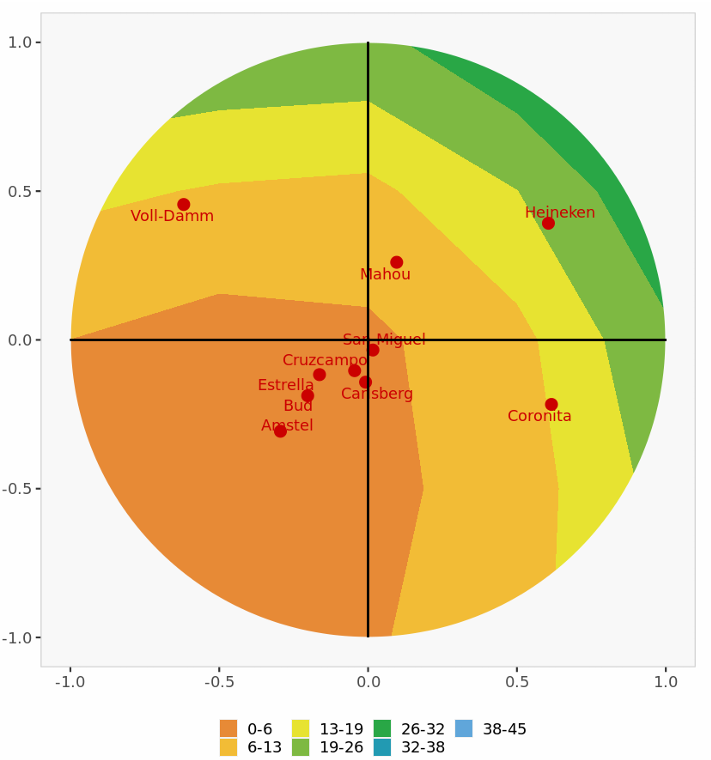 1.0
0.5
Heineken
Voll-Damm
Mahou
0.0
San Miguel
Cruzcampo
Estrella
Carlsberg
Bud
Coronita
Amstel
-0.5
-1.0
-1.0 -0.5 0.0 0.5 1.0
0-6 13-19 26-32 38-45
6-13 19-26 32-38